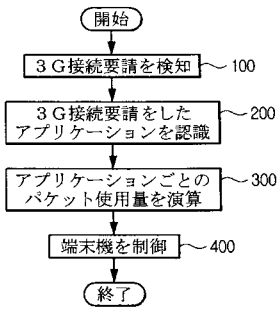 開始
3G接続要請を検知
100
3G接続要請をした
アプリケーションを認識
200
アプリケーションごとの
パケット使用量を演算
300
端末機を制御
400
終了